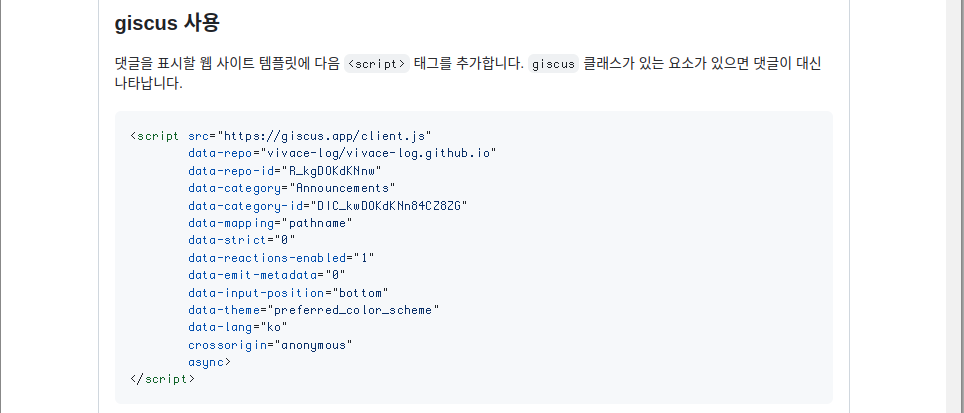 giscus 사용
댓글을 표시할 웹 사이트 템플릿에 다음 <script> 태그를 추가합니다. giscus 클래스가 있는 요소가 있으면 댓글이 대신
나타납니다.
<script src="https://giscus.app/client.js"
data-repo="vivace-log/vivace-log.github.io"
data-repo-id="R_kgDOKdKNnw"
data-category="Announcements"
data-category-id="DIC_kwDOKdKNn84CZ8ZG"
data-mapping="pathname"
data-strict="0"
data-reactions-enabled="1"
data-emit-metadata="0"
data-input-position="bottom"
data-theme="preferred_color_scheme"
data-lang="ko"
crossorigin="anonymous"
async>
</script>